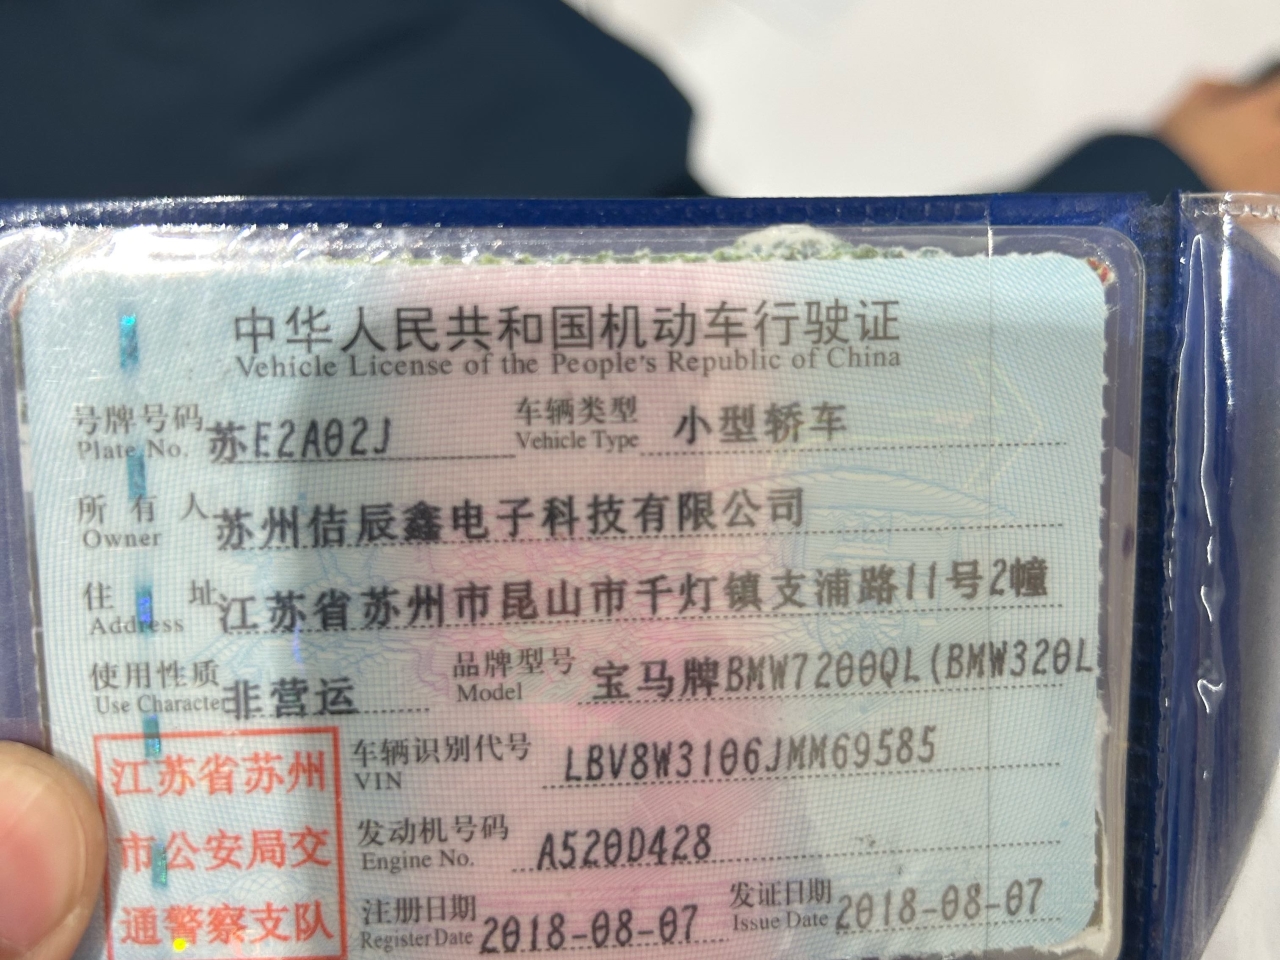 中华人民共和国机动车行驶证
Vehicle License of the People's Republic of China
号牌号码 苏E2A02J 车辆类型 小型轿车
Plate No. Vehicle Type
所有人 苏州佶辰鑫电子科技有限公司
Owner
住址 江苏省苏州市昆山市千灯镇支浦路11号2幢
Address
使用性质 非营运 品牌型号 宝马牌BMW7200QL(BMW320L
Use Character Model
江苏省苏州
市公安局交
通警察支队
车辆识别代号 LBV8W3106JMM69585
VIN
发动机号码 A520D428
Engine No.
注册日期 2018-08-07 发证日期 2018-08-07
Register Date Issue Date